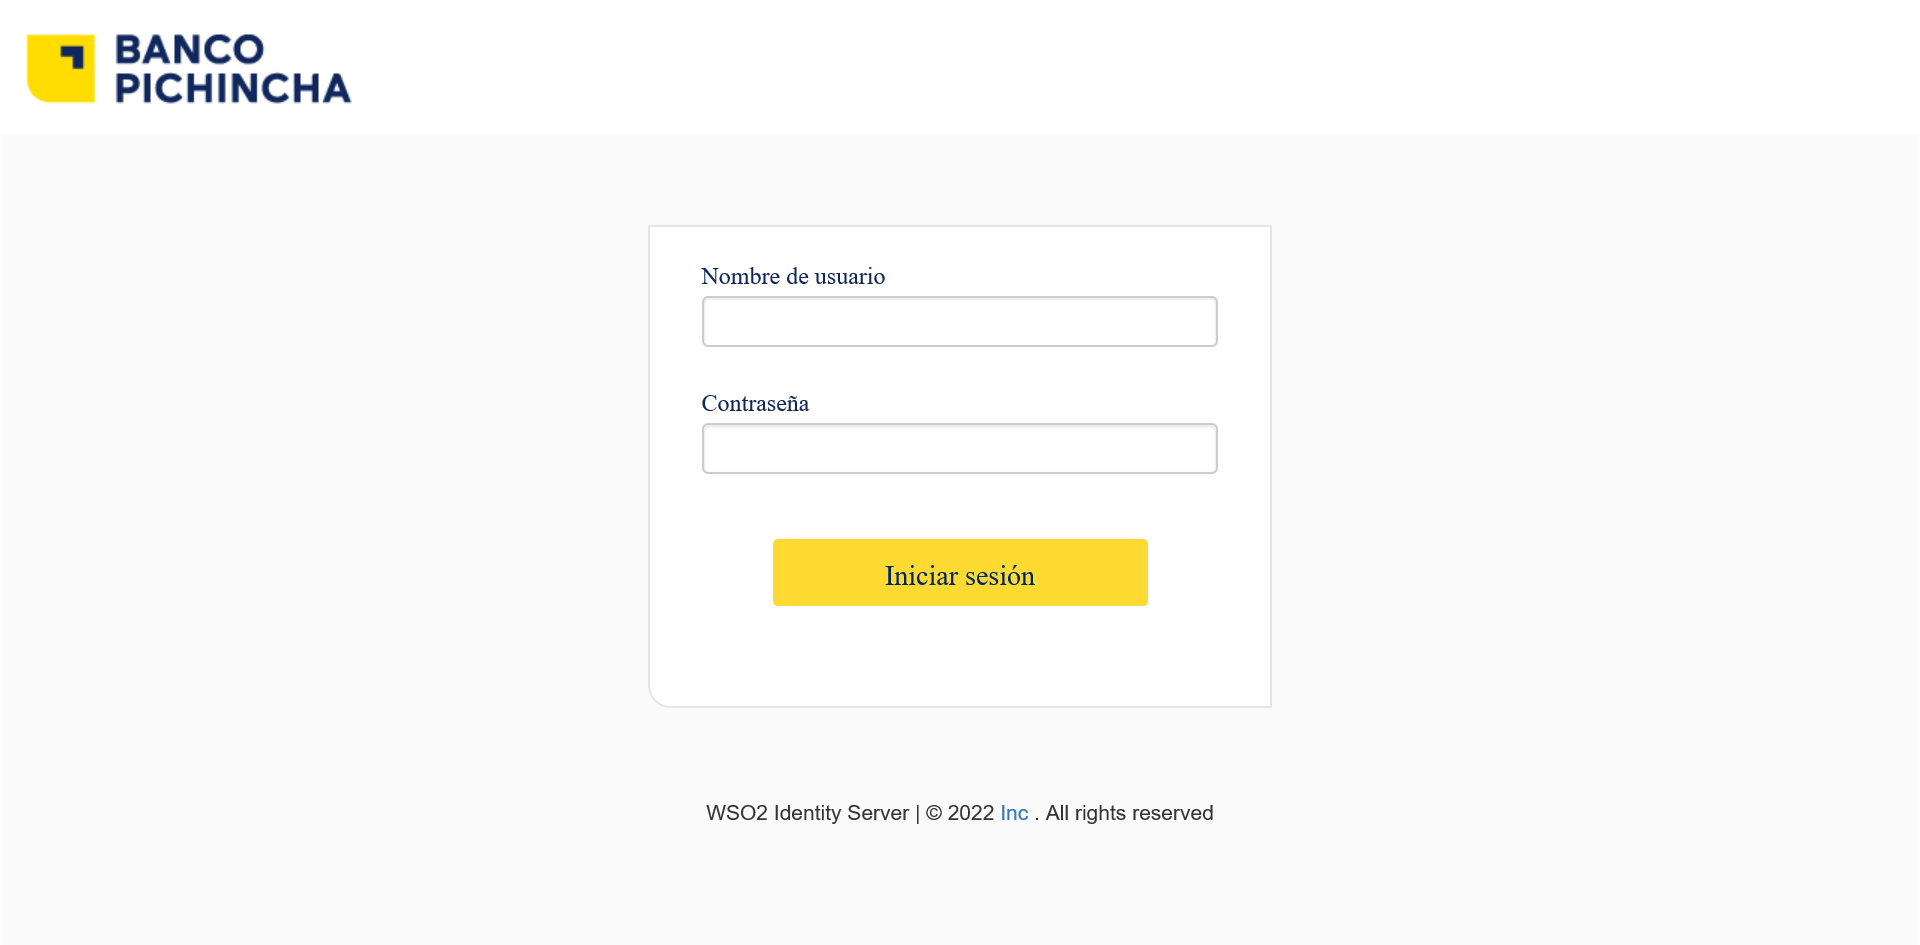 BANCO
PICHINCHA
Nombre de usuario
Contraseña
Iniciar sesión
WSO2 Identity Server | © 2022 Inc . All rights reserved